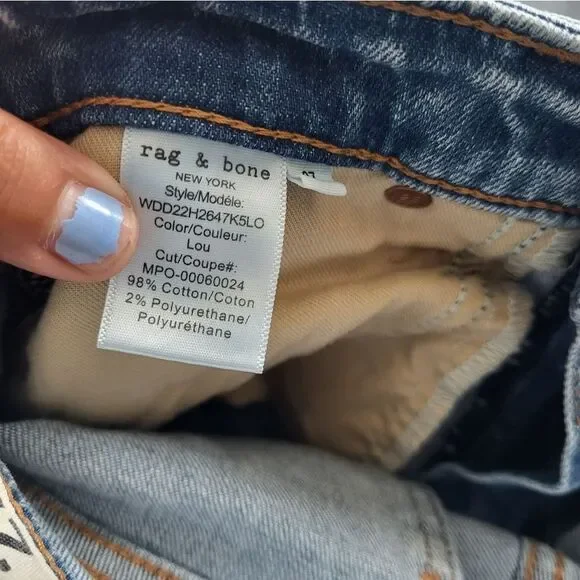 rag & bone
NEW YORK
Style/Modéle:
WDD22H2647K5LO
Color/Couleur:
Lou
Cut/Coupe#:
MPO-00060024
98% Cotton/Coton
2% Polyurethane/
Polyuréthane